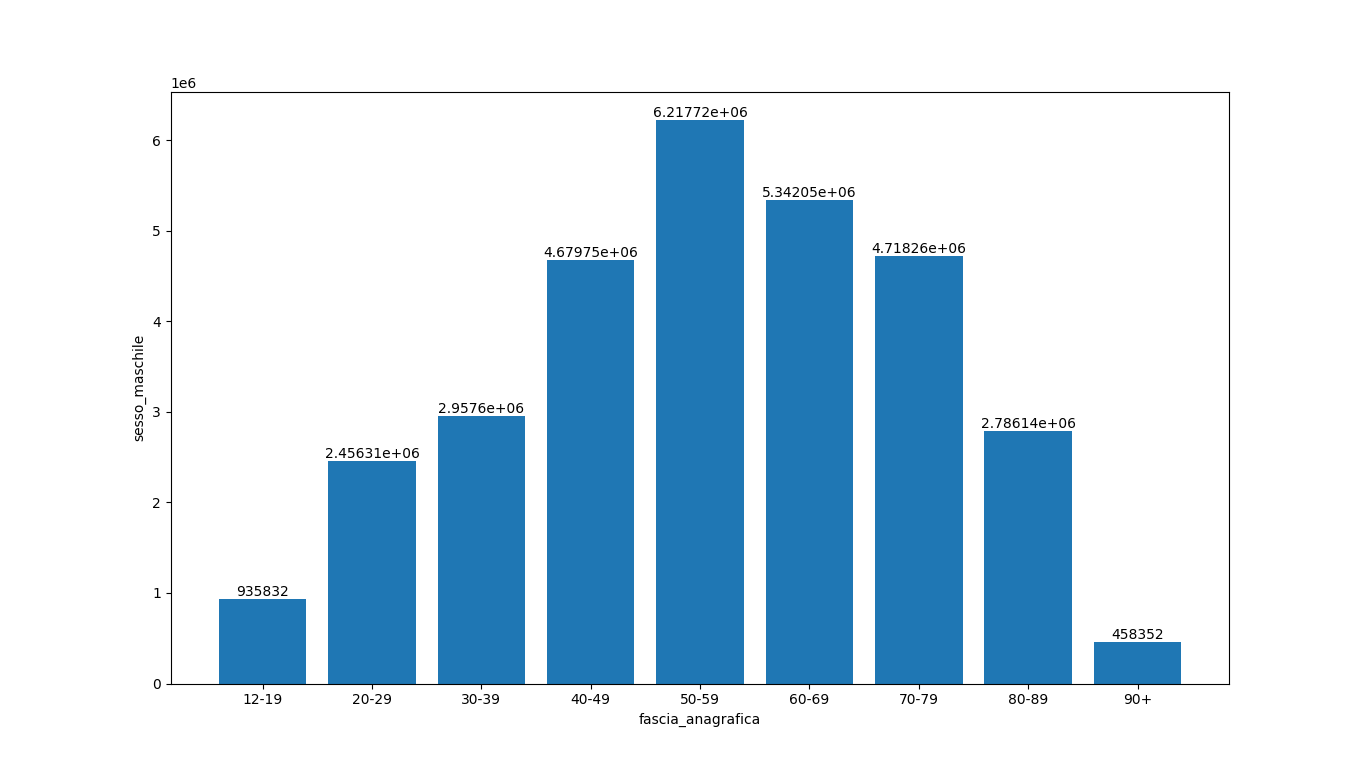 1e6
6.21772e+06
6
5.34205e+06
5
4.67975e+06
4.71826e+06
4
sesso_maschile
3
2.9576e+06
2.78614e+06
2.45631e+06
2
1
935832
458352
0
12-19 20-29 30-39 40-49 50-59 60-69 70-79 80-89 90+
fascia_anagrafica